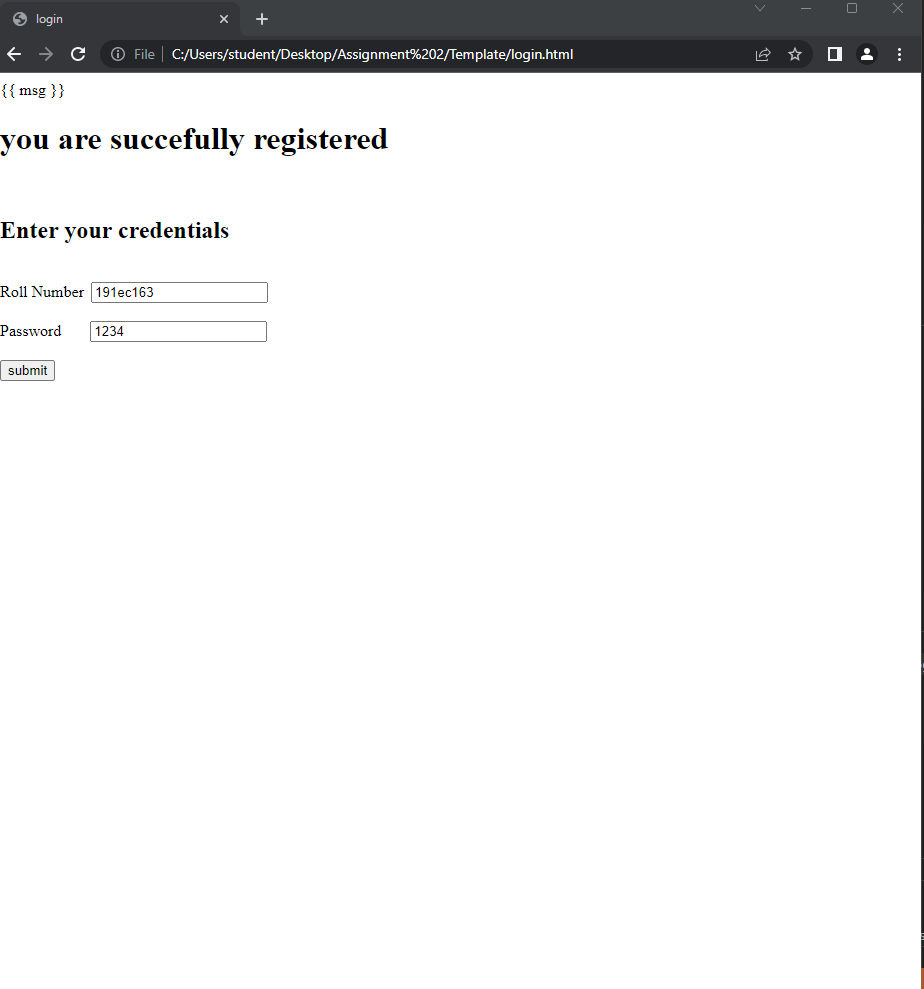 login
File C:/Users/student/Desktop/Assignment%202/Template/login.html
{{ msg }}
you are succefully registered
Enter your credentials
Roll Number 191ec163
Password 1234
submit